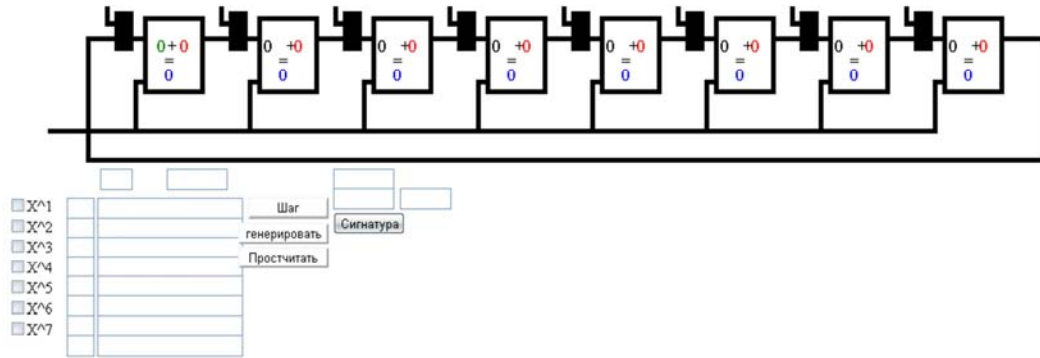 0+0 0 +0 0 +0 0 +0 0 +0 0 +0 0 +0 0 +0
= = = = = = = =
0 0 0 0 0 0 0 0
X^1 Шаг
X^2 генерировать Сигнатура
X^3 Простчитать
X^4
X^5
X^6
X^7